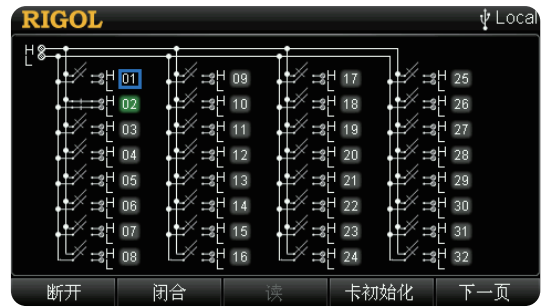 RIGOL Local
H
L
H 01 H 09 H 17 H 25
L L L L
H 02 H 10 H 18 H 26
L L L L
H 03 H 11 H 19 H 27
L L L L
H 04 H 12 H 20 H 28
L L L L
H 05 H 13 H 21 H 29
L L L L
H 06 H 14 H 22 H 30
L L L L
H 07 H 15 H 23 H 31
L L L L
H 08 H 16 H 24 H 32
L L L L
断开 闭合 读 卡初始化 下一页